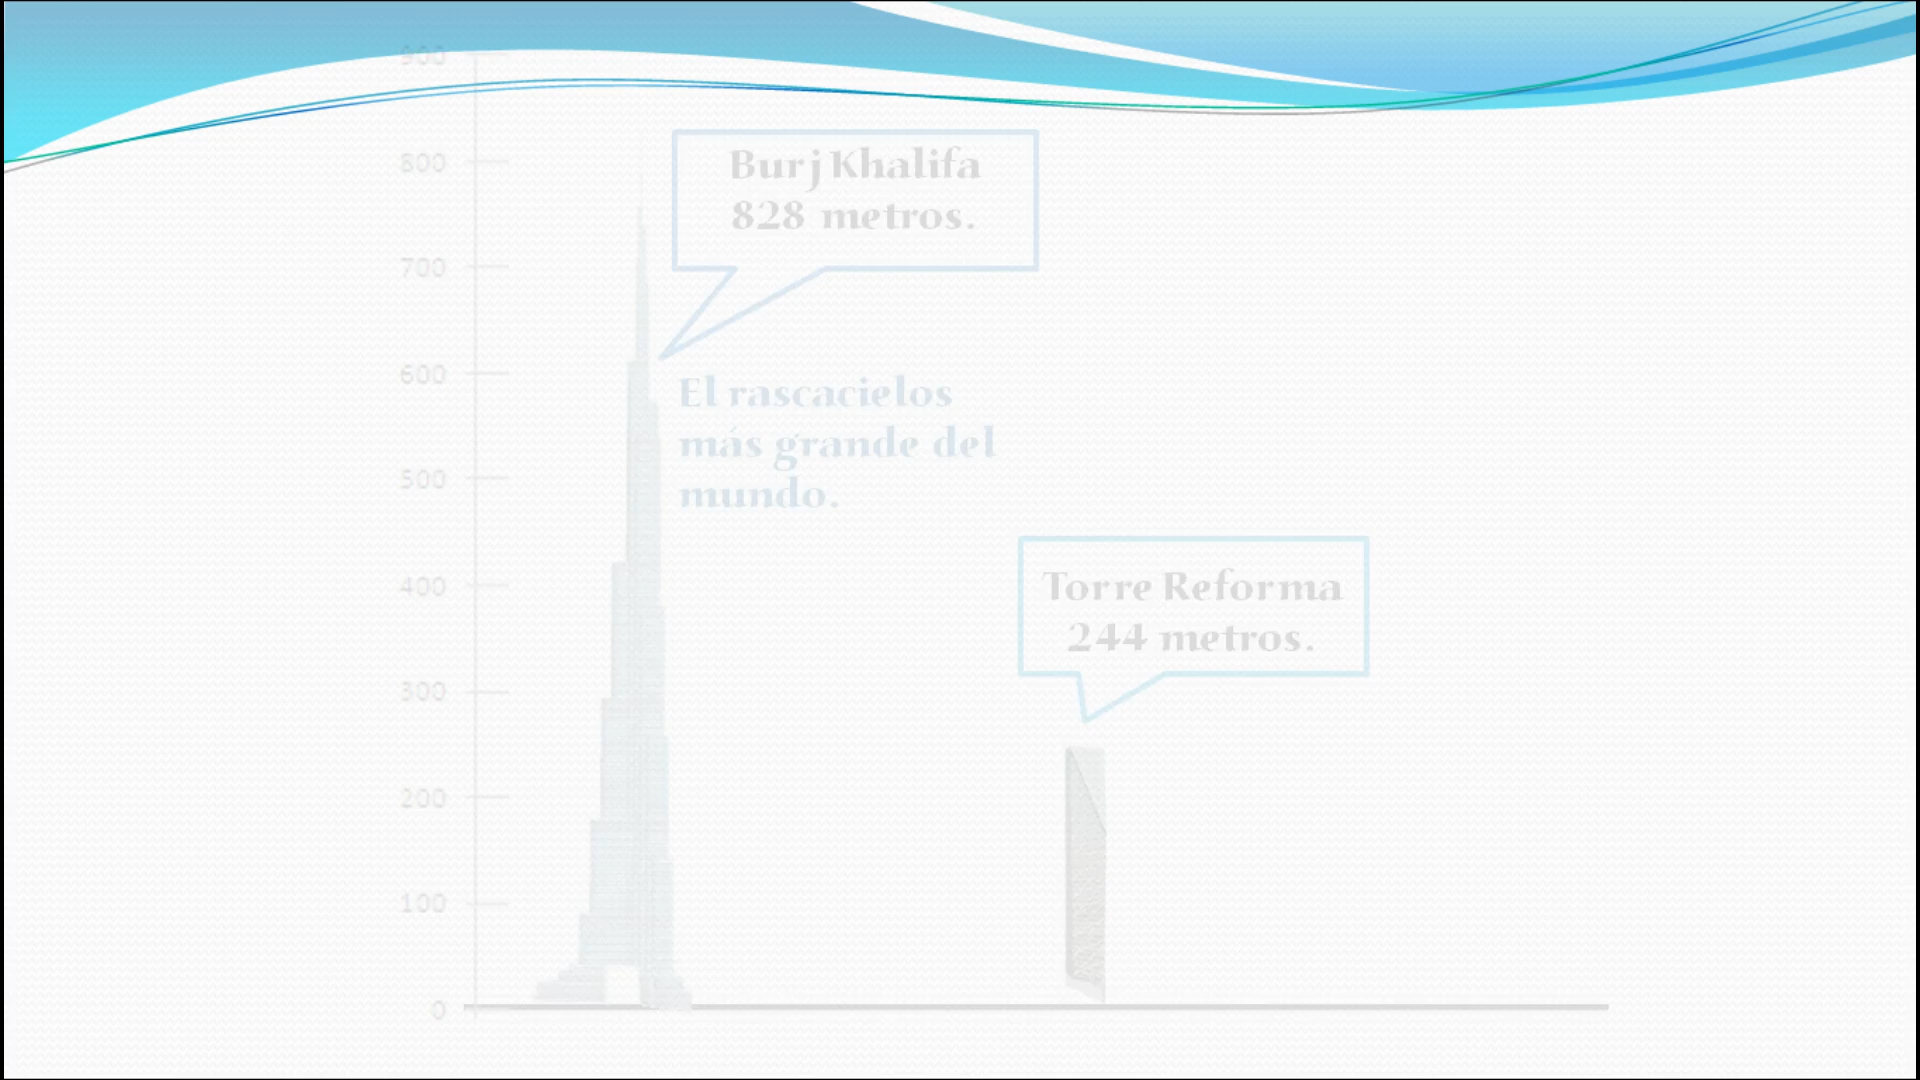 900
800
700
600
500
400
300
200
100
0
Burj Khalifa
828 metros.
El rascacielos
más grande del
mundo.
Torre Reforma
244 metros.